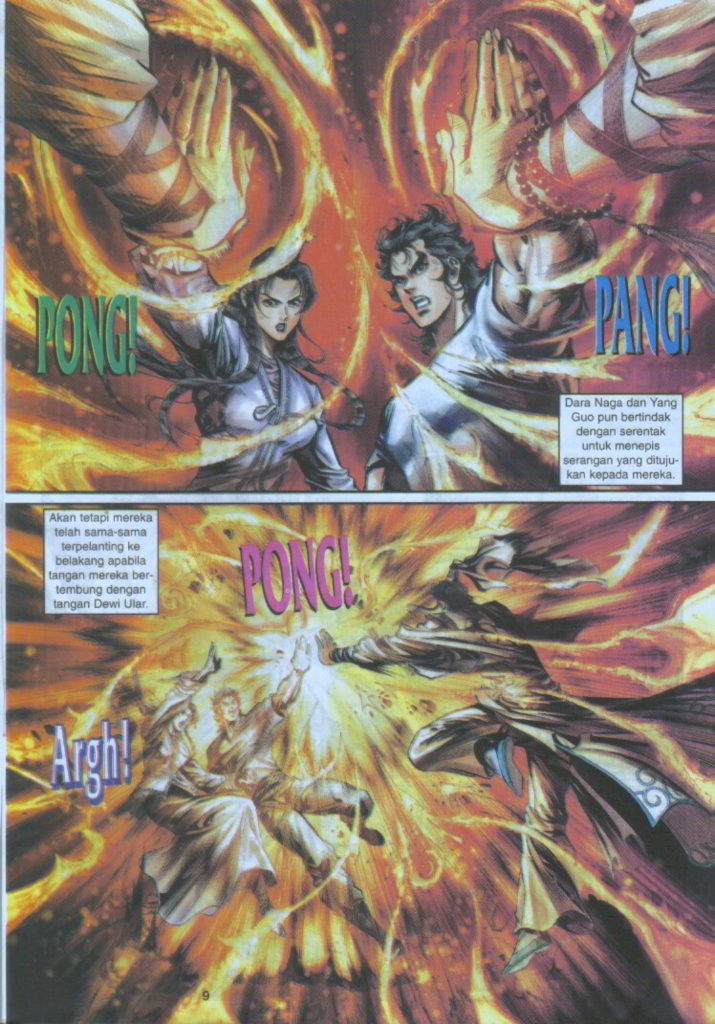 PONG!
PANG!
Dara Naga dan Yang
Guo pun bertindak
dengan serentak
untuk menepis
serangan yang dituju-
kan kepada mereka.
Akan tetapi mereka
telah sama-sama
terpelanting ke
belakang apabila
tangan mereka ber-
tembung dengan
tangan Dewi Ular.
PONG!
Argh!
9